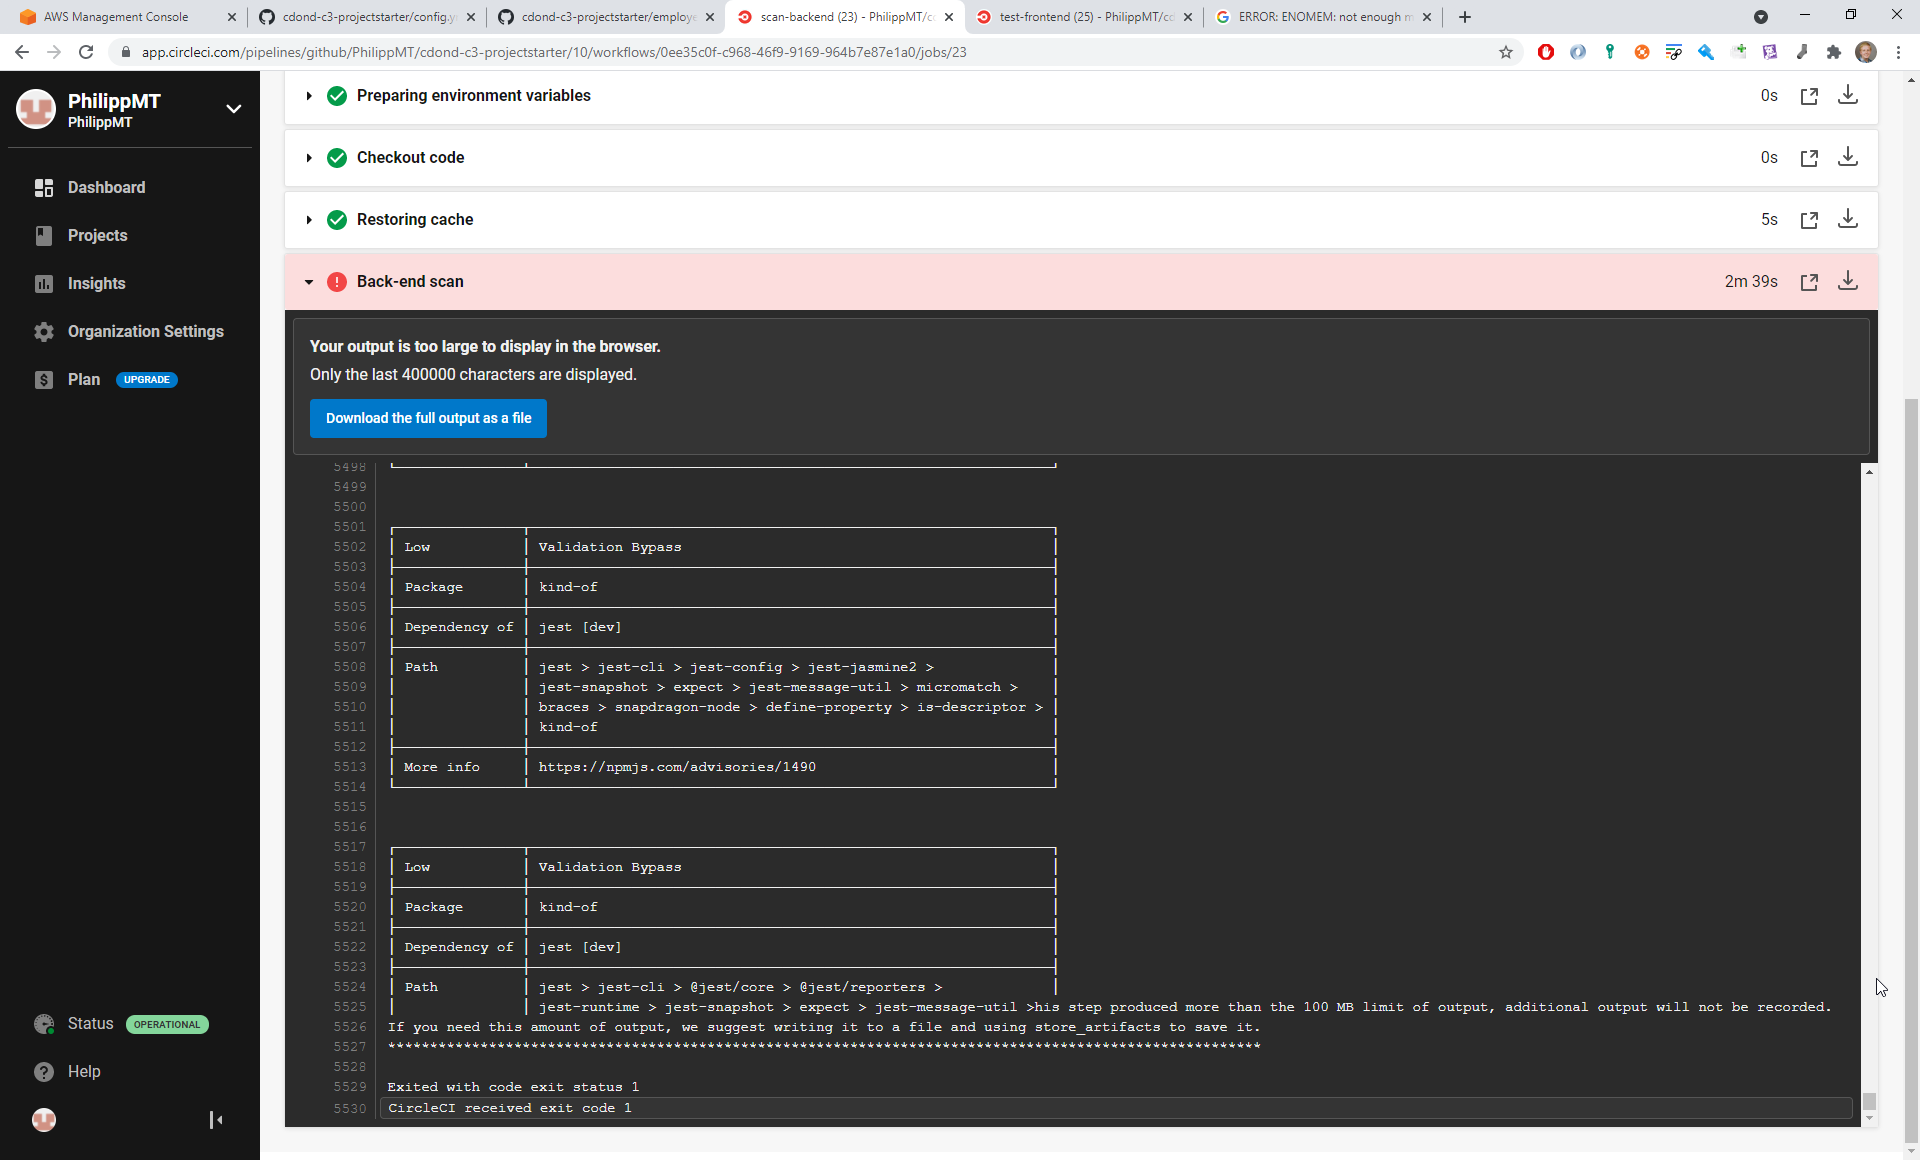 AWS Management Console
cdond-c3-projectstarter/config.y
cdond-c3-projectstarter/employe
scan-backend (23) - PhilippMT/c
test-frontend (25) - PhilippMT/cd
ERROR: ENOMEM: not enough m
app.circleci.com/pipelines/github/PhilippMT/cdond-c3-projectstarter/10/workflows/0ee35c0f-c968-46f9-9169-964b7e87e1a0/jobs/23
PhilippMT
PhilippMT
Dashboard
Projects
Insights
Organization Settings
Plan UPGRADE
Status OPERATIONAL
Help
Preparing environment variables 0s
Checkout code 0s
Restoring cache 5s
Back-end scan 2m 39s
Your output is too large to display in the browser.
Only the last 400000 characters are displayed.
Download the full output as a file
5498
5499
5500
5501
5502 Low Validation Bypass
5503
5504 Package kind-of
5505
5506 Dependency of jest [dev]
5507
5508 Path jest > jest-cli > jest-config > jest-jasmine2 >
5509 jest-snapshot > expect > jest-message-util > micromatch >
5510 braces > snapdragon-node > define-property > is-descriptor >
5511 kind-of
5512
5513 More info https://npmjs.com/advisories/1490
5514
5515
5516
5517
5518 Low Validation Bypass
5519
5520 Package kind-of
5521
5522 Dependency of jest [dev]
5523
5524 Path jest > jest-cli > @jest/core > @jest/reporters >
5525 jest-runtime > jest-snapshot > expect > jest-message-util >his step produced more than the 100 MB limit of output, additional output will not be recorded.
5526 If you need this amount of output, we suggest writing it to a file and using store_artifacts to save it.
5527 ********************************************************************************************************
5528
5529 Exited with code exit status 1
5530 CircleCI received exit code 1